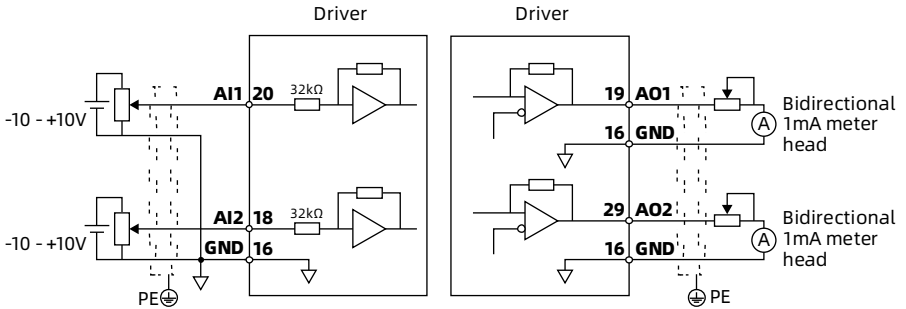 Driver
Driver
AI1 20 32kΩ
-10 - +10V
AI2 18 32kΩ
-10 - +10V
GND 16
PE
19 AO1
16 GND
Bidirectional
1mA meter
head
A
29 AO2
16 GND
Bidirectional
1mA meter
head
A
PE